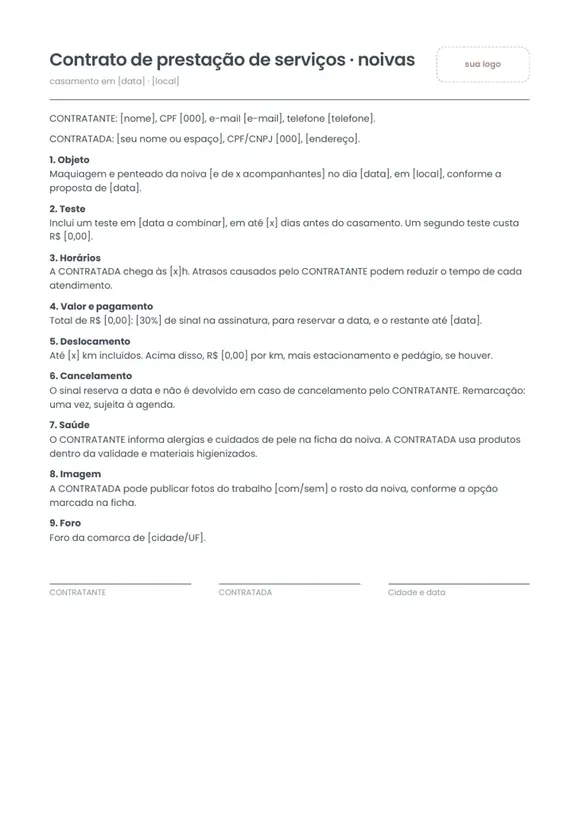 Contrato de prestação de serviços · noivas
sua logo
casamento em [data] · [local]
CONTRATANTE: [nome], CPF [000], e-mail [e-mail], telefone [telefone].
CONTRATADA: [seu nome ou espaço], CPF/CNPJ [000], [endereço].
1. Objeto
Maquiagem e penteado da noiva [e de x acompanhantes] no dia [data], em [local], conforme a
proposta de [data].
2. Teste
Inclui um teste em [data a combinar], em até [x] dias antes do casamento. Um segundo teste custa
R$ [0,00].
3. Horários
A CONTRATADA chega às [x]h. Atrasos causados pelo CONTRATANTE podem reduzir o tempo de cada
atendimento.
4. Valor e pagamento
Total de R$ [0,00]: [30%] de sinal na assinatura, para reservar a data, e o restante até [data].
5. Deslocamento
Até [x] km incluídos. Acima disso, R$ [0,00] por km, mais estacionamento e pedágio, se houver.
6. Cancelamento
O sinal reserva a data e não é devolvido em caso de cancelamento pelo CONTRATANTE. Remarcação:
uma vez, sujeita à agenda.
7. Saúde
O CONTRATANTE informa alergias e cuidados de pele na ficha da noiva. A CONTRATADA usa produtos
dentro da validade e materiais higienizados.
8. Imagem
A CONTRATADA pode publicar fotos do trabalho [com/sem] o rosto da noiva, conforme a opção
marcada na ficha.
9. Foro
Foro da comarca de [cidade/UF].
CONTRATANTE
CONTRATADA
Cidade e data